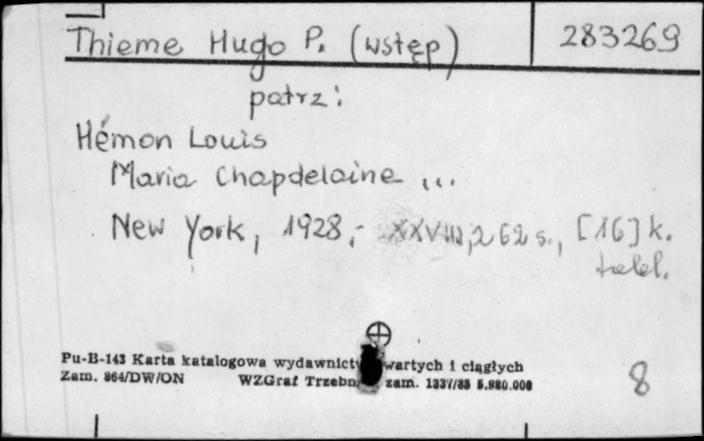 Thieme Hugo P. (wstęp) 283269
patrz:
Hémon Louis
Maria Chapdelaine ...
New York, 1928,- XXVIII, 262 s., [16] k.
tabl.
Pu-B-143 Karta katalogowa wydawnictw zwartych i ciągłych
Zam. 864/DW/ON WZGraf Trzebn. zam. 1337/85 5.980.000
8